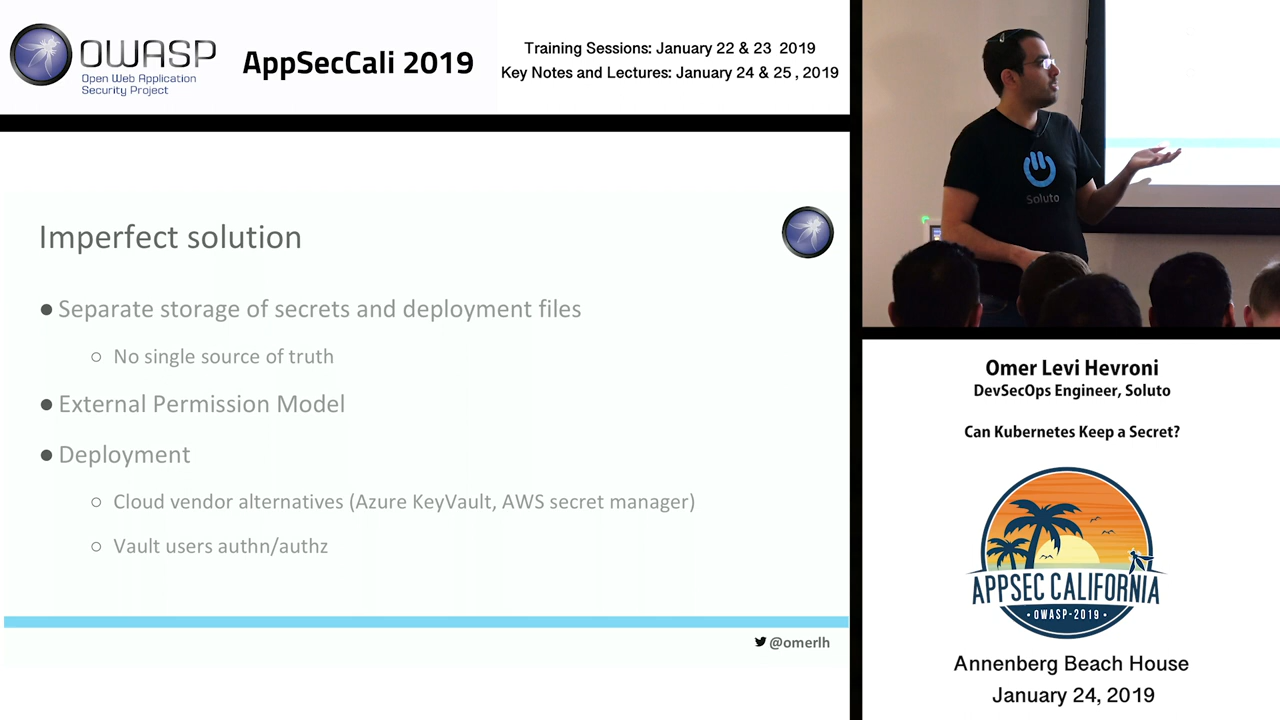 OWASP
Open Web Application
Security Project
AppSecCali 2019
Training Sessions: January 22 & 23 2019
Key Notes and Lectures: January 24 & 25 , 2019
Imperfect solution
● Separate storage of secrets and deployment files
○ No single source of truth
● External Permission Model
● Deployment
○ Cloud vendor alternatives (Azure KeyVault, AWS secret manager)
○ Vault users authn/authz
@omerlh
Soluto
Omer Levi Hevroni
DevSecOps Engineer, Soluto
Can Kubernetes Keep a Secret?
APPSEC CALIFORNIA
• OWASP-2019 •
Annenberg Beach House
January 24, 2019